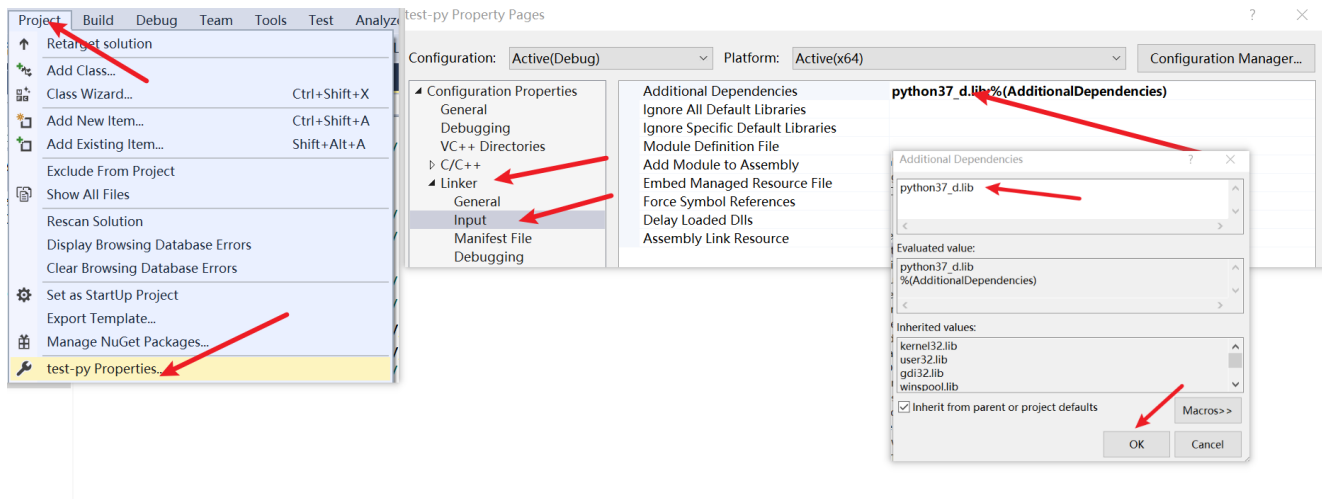 Project Build Debug Team Tools Test Analyze
Retarget solution
Add Class...
Class Wizard... Ctrl+Shift+X
Add New Item... Ctrl+Shift+A
Add Existing Item... Shift+Alt+A
Exclude From Project
Show All Files
Rescan Solution
Display Browsing Database Errors
Clear Browsing Database Errors
Set as StartUp Project
Export Template...
Manage NuGet Packages...
test-py Properties...
test-py Property Pages ? ×
Configuration: Active(Debug) Platform: Active(x64) Configuration Manager...
Configuration Properties
General
Debugging
VC++ Directories
C/C++
Linker
General
Input
Manifest File
Debugging
Additional Dependencies python37_d.lib;%(AdditionalDependencies)
Ignore All Default Libraries
Ignore Specific Default Libraries
Module Definition File
Add Module to Assembly
Embed Managed Resource File
Force Symbol References
Delay Loaded Dlls
Assembly Link Resource
Additional Dependencies ? ×
python37_d.lib
Evaluated value:
python37_d.lib
%(AdditionalDependencies)
Inherited values:
kernel32.lib
user32.lib
gdi32.lib
winspool.lib
Inherit from parent or project defaults
Macros>>
OK Cancel